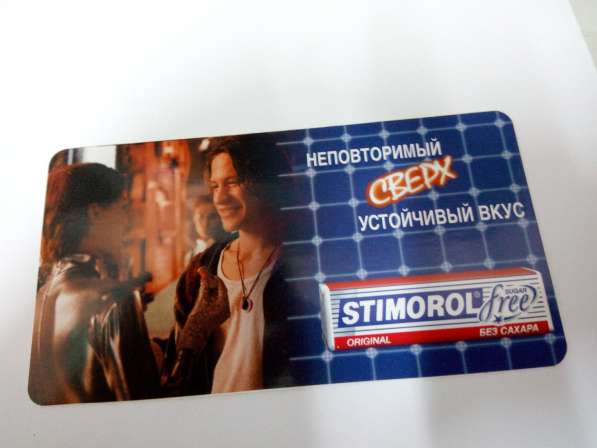 НЕПОВТОРИМЫЙ
СВЕРХ
УСТОЙЧИВЫЙ ВКУС
STIMOROL
SUGAR
free
ORIGINAL
БЕЗ САХАРА